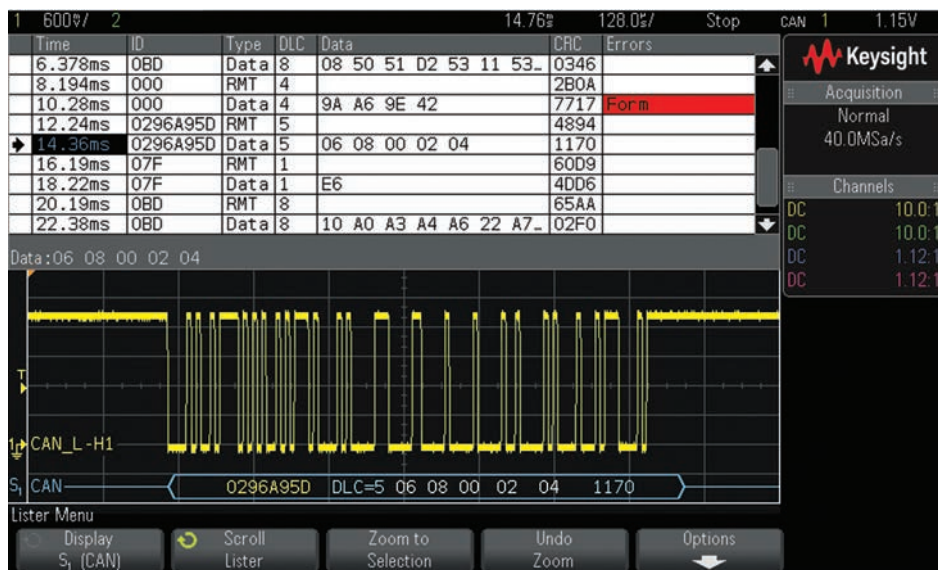 1 600♥/ 2 14.76s 128.0s/ Stop CAN 1 1.15V
Time ID Type DLC Data CRC Errors
6.378ms 0BD Data 8 08 50 51 D2 53 11 53… 0346
8.194ms 000 RMT 4 2B0A
10.28ms 000 Data 4 9A A6 9E 42 7717 Form
12.24ms 0296A95D RMT 5 4894
14.36ms 0296A95D Data 5 06 08 00 02 04 1170
16.19ms 07F RMT 1 60D9
18.22ms 07F Data 1 E6 4DD6
20.19ms 0BD RMT 8 65AA
22.38ms 0BD Data 8 10 A0 A3 A4 A6 22 A7… 02F0
Data:06 08 00 02 04
Keysight
Acquisition
Normal
40.0MSa/s
Channels
DC 10.0:1
DC 10.0:1
DC 1.12:1
DC 1.12:1
T
CAN_L-H1
S1 CAN 0296A95D DLC=5 06 08 00 02 04 1170
Lister Menu
Display
S1 (CAN)
Scroll
Lister
Zoom to
Selection
Undo
Zoom
Options